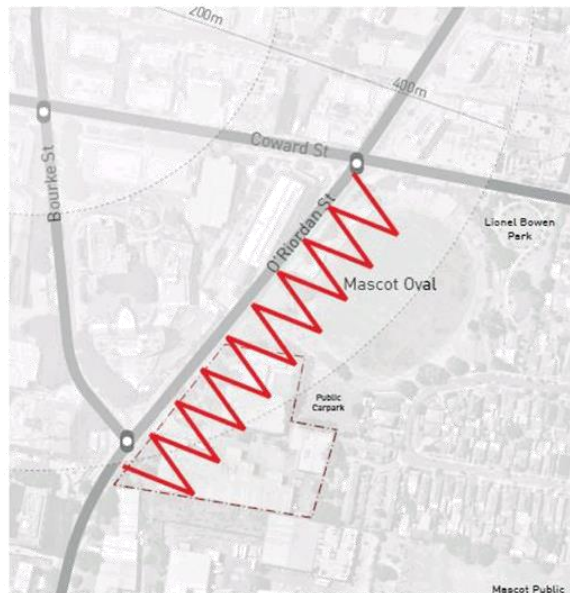 200m
400m
Coward St
Bourke St
O'Riordan St
Lionel Bowen
Park
Mascot Oval
Public
Carpark
Mascot Public